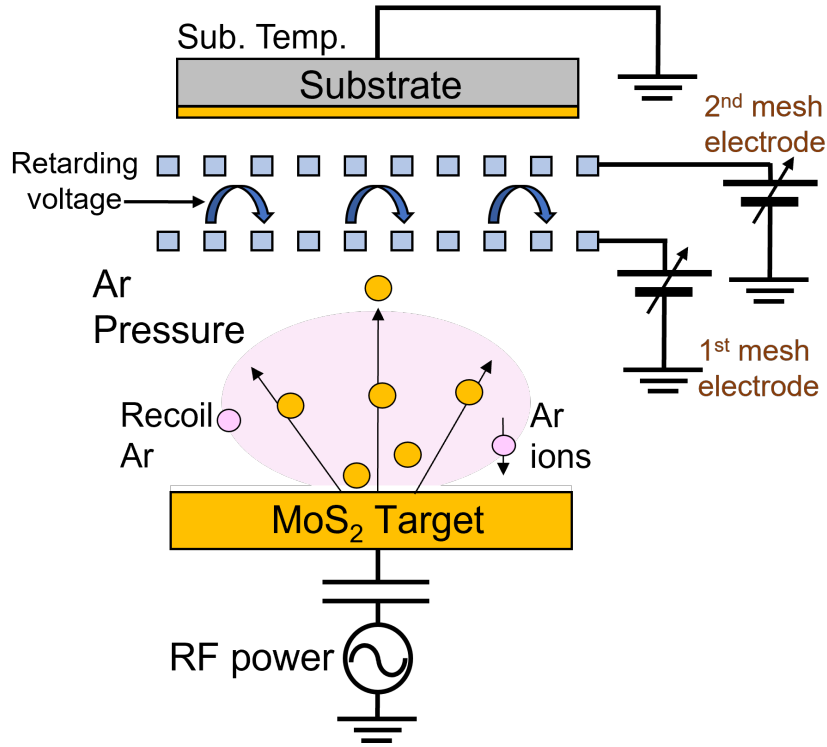 Sub. Temp.
Substrate
2nd mesh
electrode
Retarding
voltage
Ar
Pressure
1st mesh
electrode
Recoil
Ar
Ar
ions
MoS2 Target
RF power